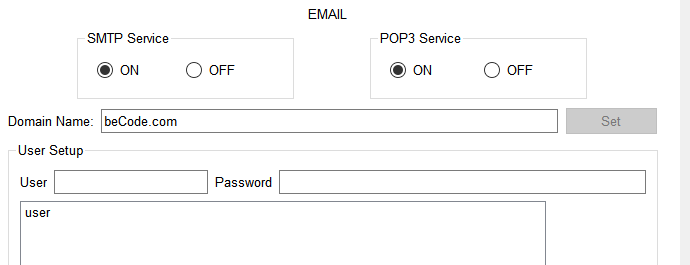 EMAIL
SMTP Service POP3 Service
ON OFF ON OFF
Domain Name: beCode.com Set
User Setup
User Password
user